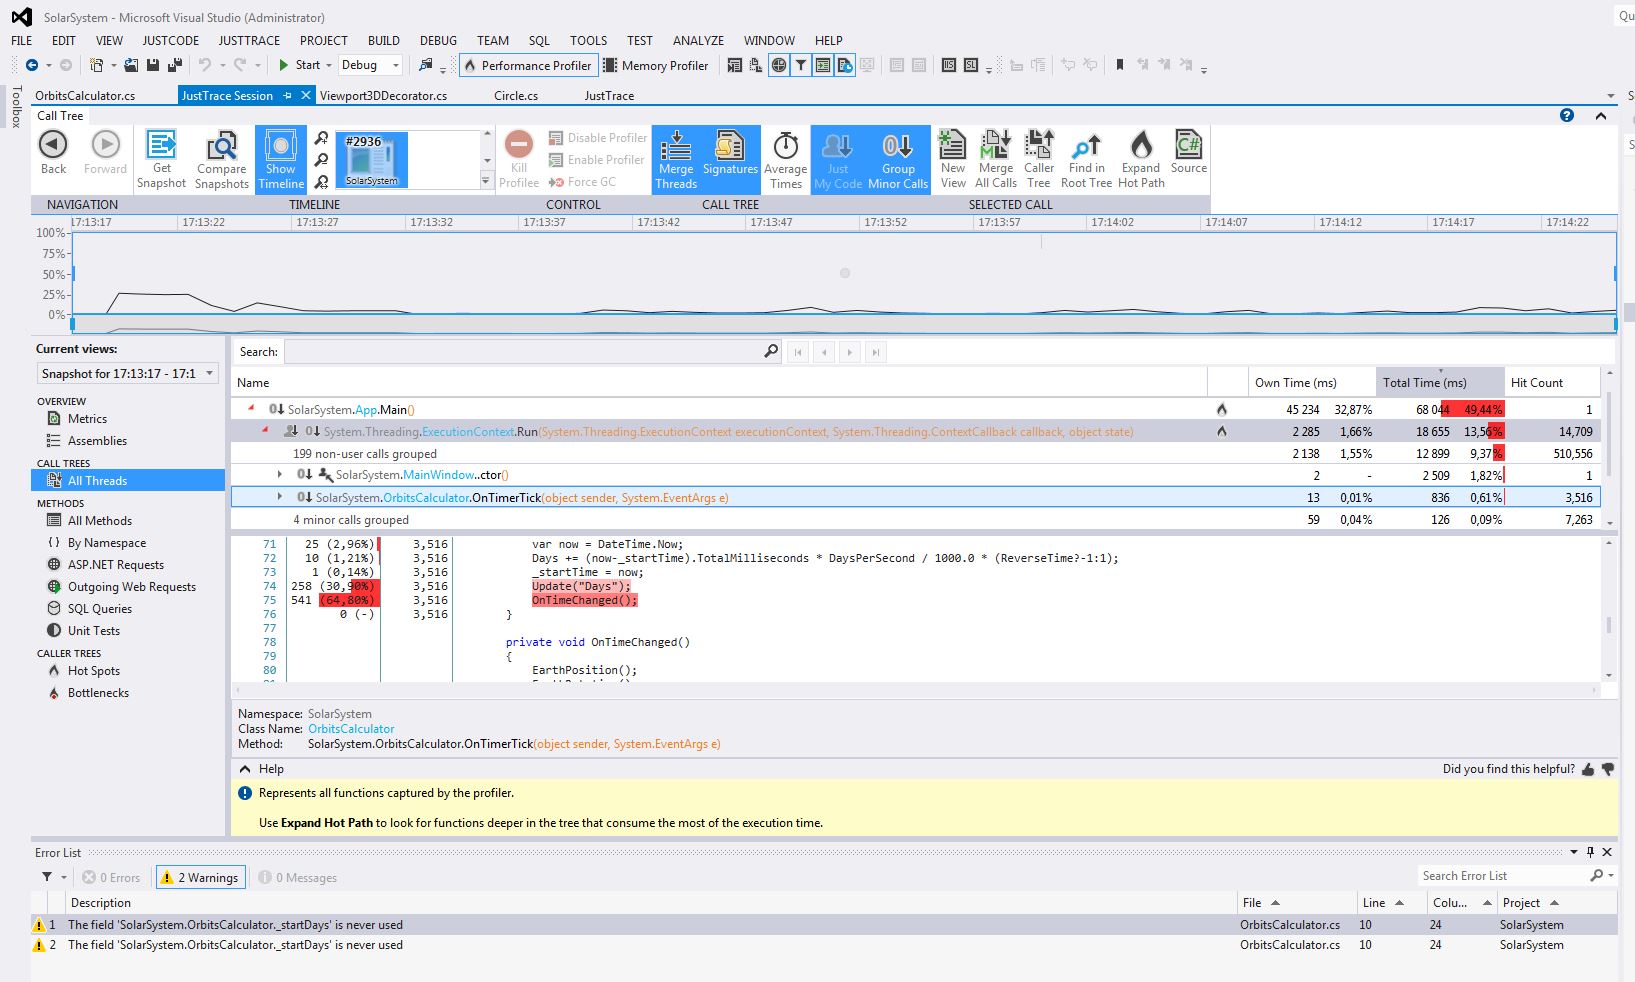 SolarSystem - Microsoft Visual Studio (Administrator)
Qu
FILE EDIT VIEW JUSTCODE JUSTTRACE PROJECT BUILD DEBUG TEAM SQL TOOLS TEST ANALYZE WINDOW HELP
Start Debug Performance Profiler Memory Profiler
Toolbox
OrbitsCalculator.cs JustTrace Session Viewport3DDecorator.cs Circle.cs JustTrace
Call Tree
Back Forward Get Snapshot Compare Snapshots Show Timeline #2936 SolarSystem Kill Profilee Disable Profiler Enable Profiler Force GC Merge Threads Signatures Average Times Just My Code Group Minor Calls New View Merge All Calls Caller Tree Find in Root Tree Expand Hot Path Source
NAVIGATION TIMELINE CONTROL CALL TREE SELECTED CALL
17:13:17 17:13:22 17:13:27 17:13:32 17:13:37 17:13:42 17:13:47 17:13:52 17:13:57 17:14:02 17:14:07 17:14:12 17:14:17 17:14:22
100%
75%
50%
25%
0%
Current views:
Snapshot for 17:13:17 - 17:1
OVERVIEW
Metrics
Assemblies
CALL TREES
All Threads
METHODS
All Methods
By Namespace
ASP.NET Requests
Outgoing Web Requests
SQL Queries
Unit Tests
CALLER TREES
Hot Spots
Bottlenecks
Search:
Name Own Time (ms) Total Time (ms) Hit Count
SolarSystem.App.Main() 45 234 32,87% 68 044 49,44% 1
System.Threading.ExecutionContext.Run(System.Threading.ExecutionContext executionContext, System.Threading.ContextCallback callback, object state) 2 285 1,66% 18 655 13,56% 14,709
199 non-user calls grouped 2 138 1,55% 12 899 9,37% 510,556
SolarSystem.MainWindow..ctor() 2 - 2 509 1,82% 1
SolarSystem.OrbitsCalculator.OnTimerTick(object sender, System.EventArgs e) 13 0,01% 836 0,61% 3,516
4 minor calls grouped 59 0,04% 126 0,09% 7,263
71 25 (2,96%) 3,516 var now = DateTime.Now;
72 10 (1,21%) 3,516 Days += (now-_startTime).TotalMilliseconds * DaysPerSecond / 1000.0 * (ReverseTime?-1:1);
73 1 (0,14%) 3,516 _startTime = now;
74 258 (30,90%) 3,516 Update("Days");
75 541 (64,80%) 3,516 OnTimeChanged();
76 0 (-) 3,516 }
77
78 private void OnTimeChanged()
79 {
80 EarthPosition();
Namespace: SolarSystem
Class Name: OrbitsCalculator
Method: SolarSystem.OrbitsCalculator.OnTimerTick(object sender, System.EventArgs e)
Help Did you find this helpful?
Represents all functions captured by the profiler.
Use Expand Hot Path to look for functions deeper in the tree that consume the most of the execution time.
Error List
0 Errors 2 Warnings 0 Messages Search Error List
Description File Line Colu... Project
1 The field 'SolarSystem.OrbitsCalculator._startDays' is never used OrbitsCalculator.cs 10 24 SolarSystem
2 The field 'SolarSystem.OrbitsCalculator._startDays' is never used OrbitsCalculator.cs 10 24 SolarSystem